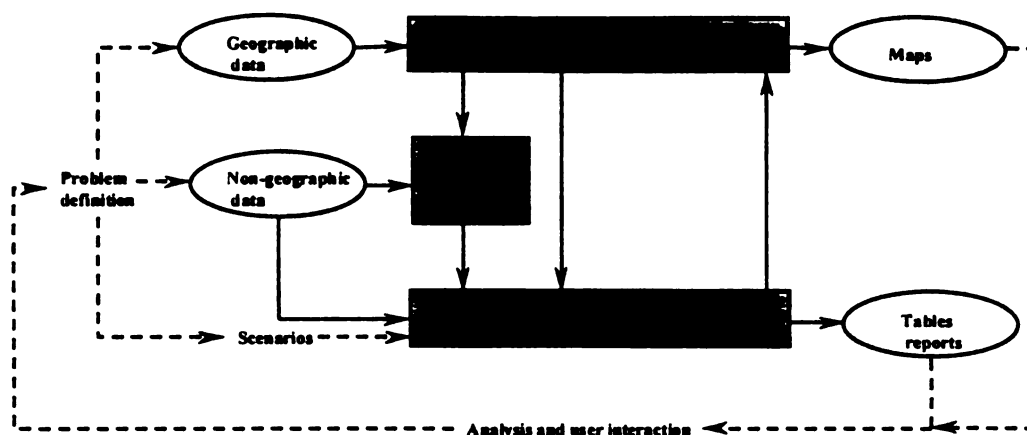 Geographic
data
Maps
Problem
definition
Non-geographic
data
Scenarios
Tables
reports
Analysis and user interaction